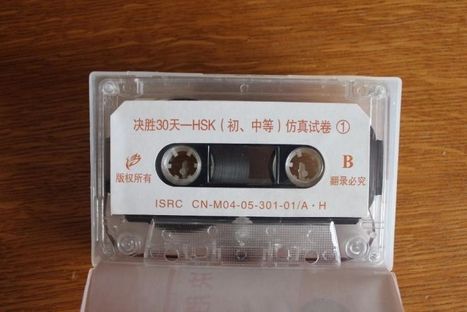 决胜30天—HSK(初、中等)仿真试卷①
版权所有
B
翻录必究
ISRC CN-M04-05-301-01/A·H